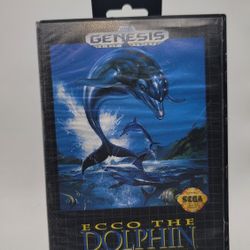 GENESIS
SEGA
ECCO THE
DOLPHIN